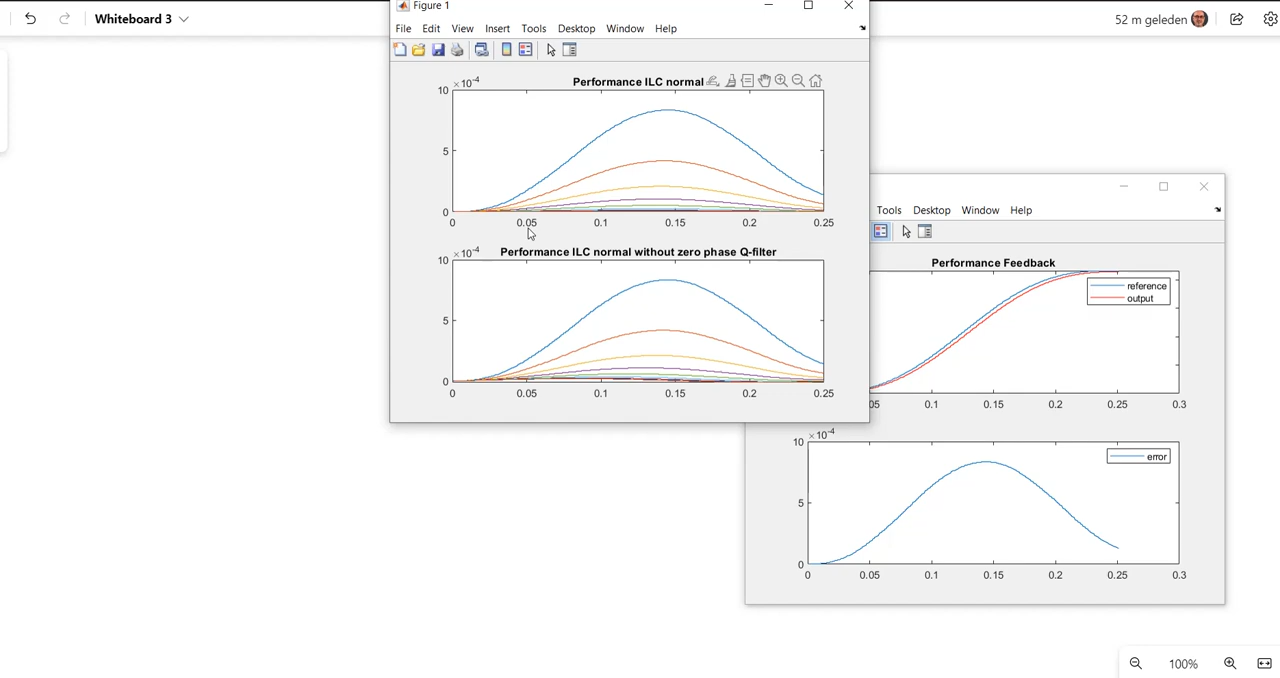 Figure 1
Whiteboard 3
52 m geleden
File Edit View Insert Tools Desktop Window Help
Performance ILC normal
×10-4
10
5
0
0 0.05 0.1 0.15 0.2 0.25
Performance ILC normal without zero phase Q-filter
×10-4
10
5
0
0 0.05 0.1 0.15 0.2 0.25
Tools Desktop Window Help
Performance Feedback
reference
output
05 0.1 0.15 0.2 0.25 0.3
×10-4
10
5
0
error
0 0.05 0.1 0.15 0.2 0.25 0.3
100%